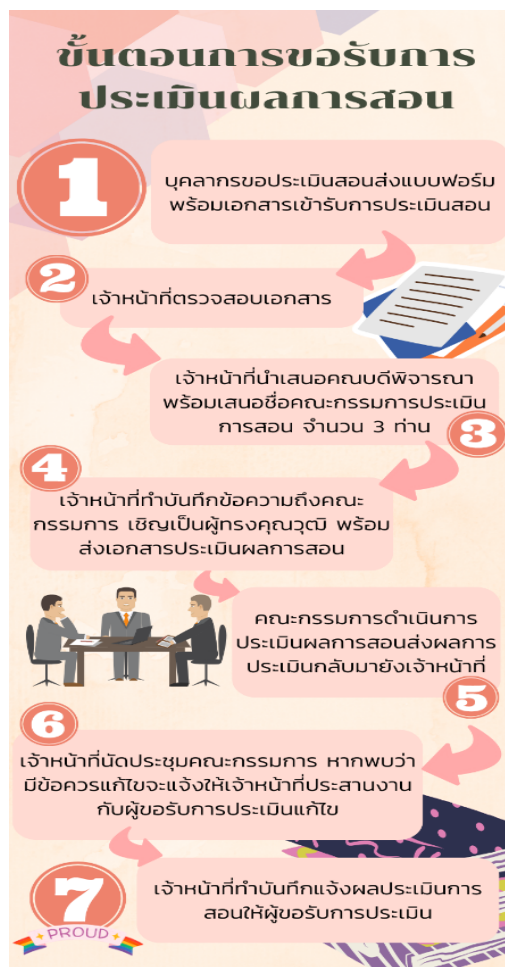 ขั้นตอนการขอรับการ
ประเมินผลการสอน
1
บุคลากรขอประเมินสอนส่งแบบฟอร์ม
พร้อมเอกสารเข้ารับการประเมินสอน
2
เจ้าหน้าที่ตรวจสอบเอกสาร
เจ้าหน้าที่นำเสนอคณบดีพิจารณา
พร้อมเสนอชื่อคณะกรรมการประเมิน
การสอน จำนวน 3 ท่าน
3
4
เจ้าหน้าที่ทำบันทึกข้อความถึงคณะ
กรรมการ เชิญเป็นผู้ทรงคุณวุฒิ พร้อม
ส่งเอกสารประเมินผลการสอน
คณะกรรมการดำเนินการ
ประเมินผลการสอนส่งผลการ
ประเมินกลับมายังเจ้าหน้าที่
5
6
เจ้าหน้าที่นัดประชุมคณะกรรมการ หากพบว่า
มีข้อควรแก้ไขจะแจ้งให้เจ้าหน้าที่ประสานงาน
กับผู้ขอรับการประเมินแก้ไข
7
PROUD
เจ้าหน้าที่ทำบันทึกแจ้งผลประเมินการ
สอนให้ผู้ขอรับการประเมิน